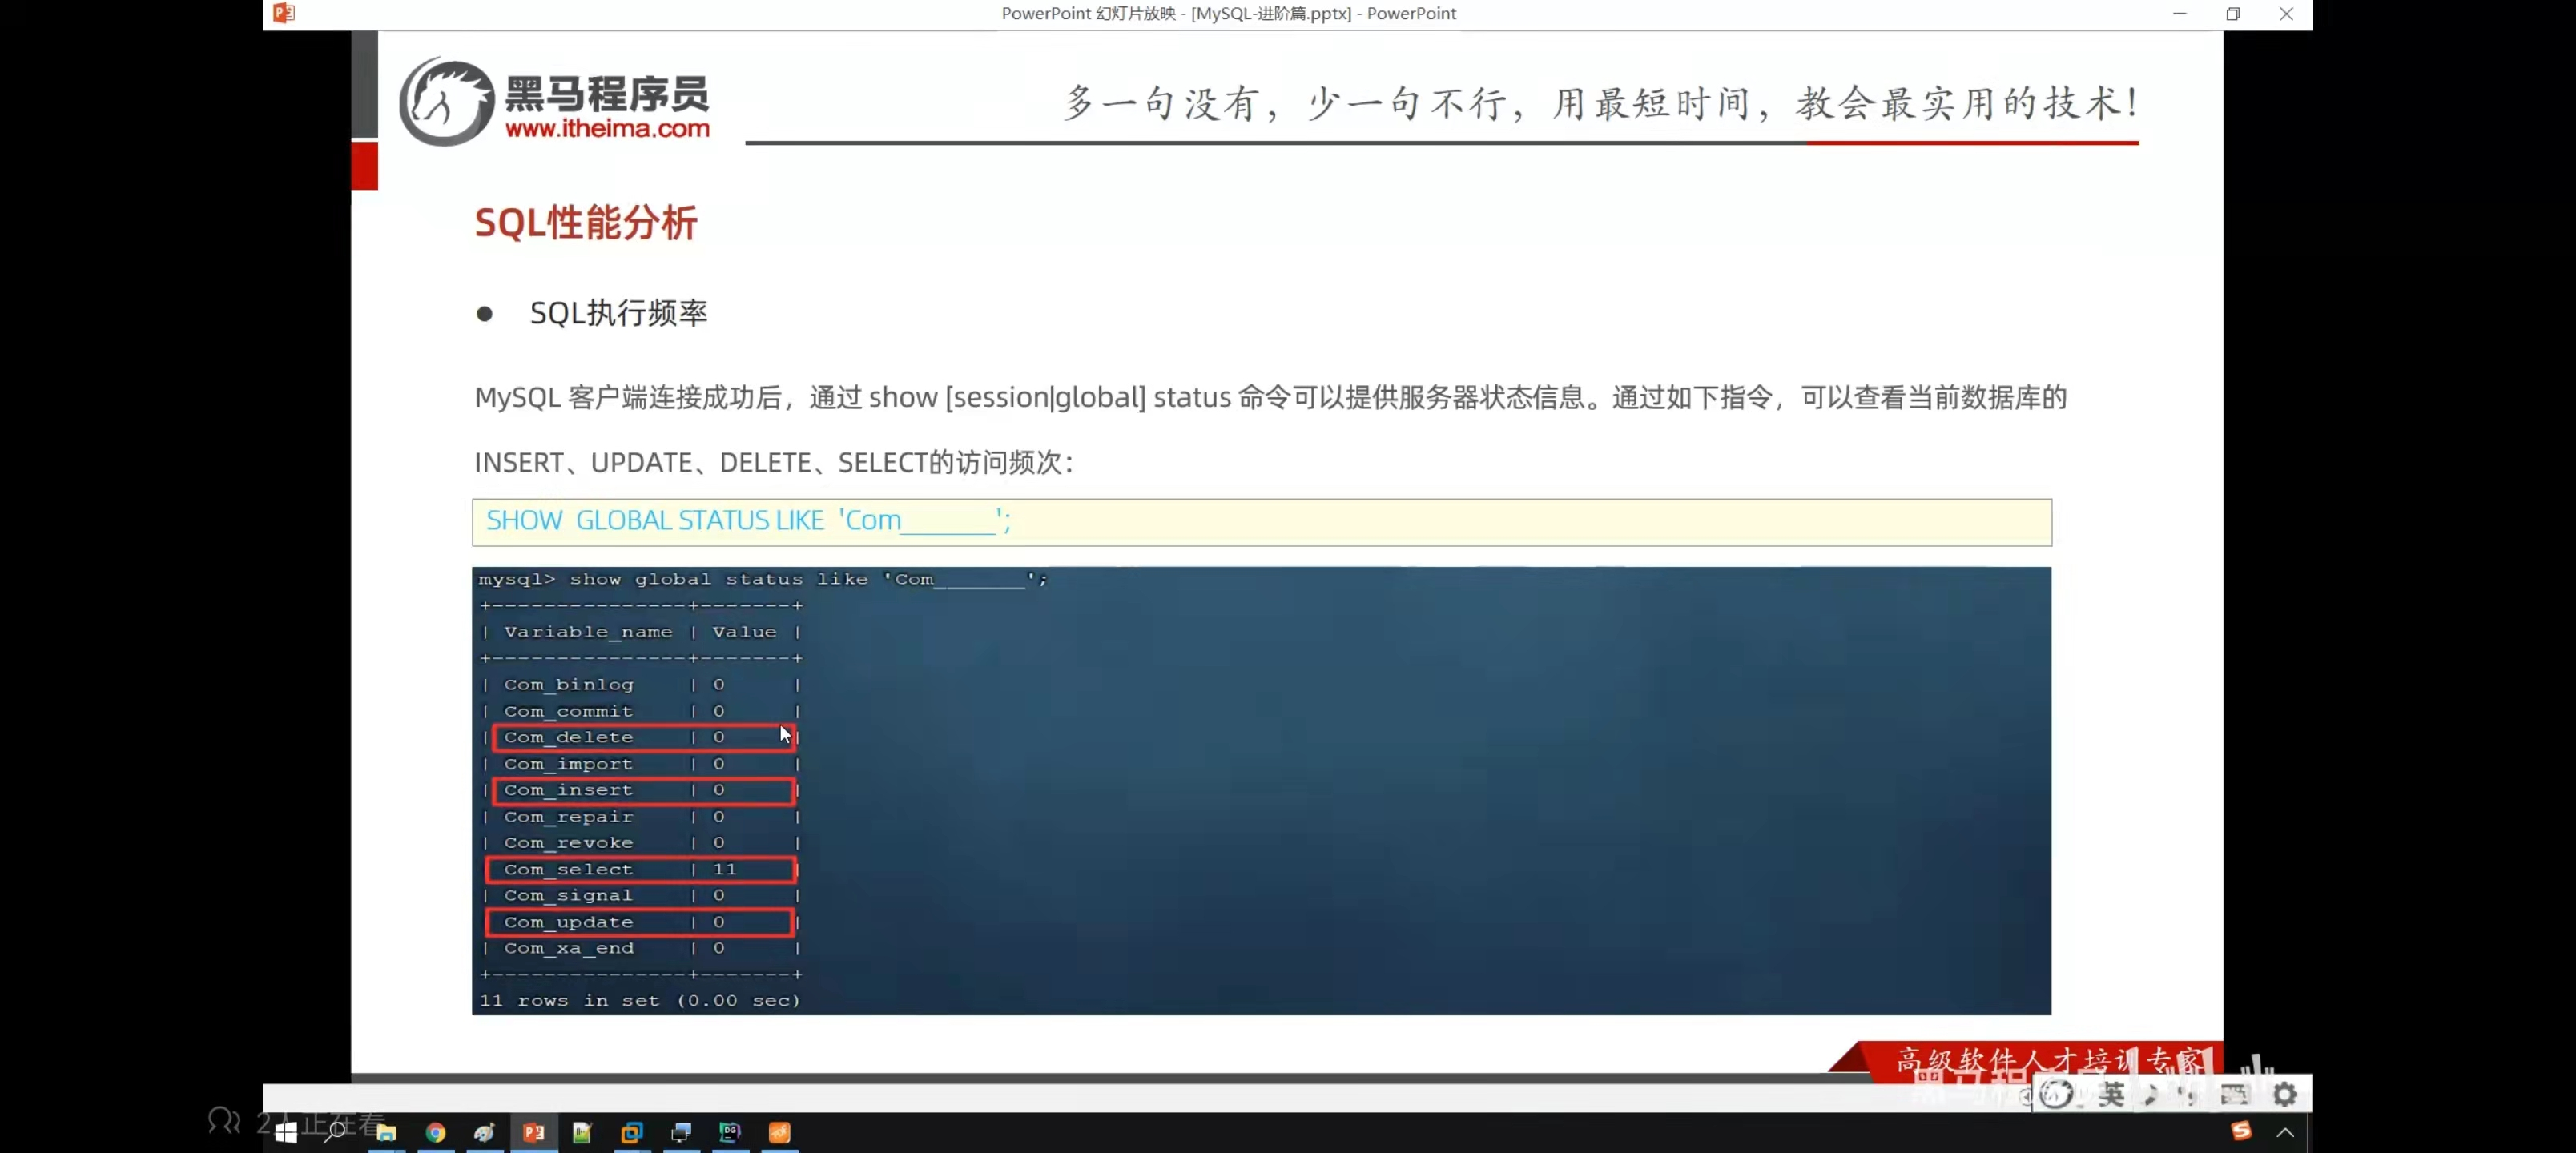 PowerPoint 幻灯片放映 - [MySQL-进阶篇.pptx] - PowerPoint
黑马程序员
www.itheima.com
多一句没有，少一句不行，用最短时间，教会最实用的技术！
SQL性能分析
● SQL执行频率
MySQL 客户端连接成功后，通过 show [session|global] status 命令可以提供服务器状态信息。通过如下指令，可以查看当前数据库的
INSERT、UPDATE、DELETE、SELECT的访问频次：
SHOW GLOBAL STATUS LIKE 'Com_______';
mysql> show global status like 'Com_______';
+---------------+-------+
| Variable_name | Value |
+---------------+-------+
| Com_binlog | 0 |
| Com_commit | 0 |
| Com_delete | 0 |
| Com_import | 0 |
| Com_insert | 0 |
| Com_repair | 0 |
| Com_revoke | 0 |
| Com_select | 11 |
| Com_signal | 0 |
| Com_update | 0 |
| Com_xa_end | 0 |
+---------------+-------+
11 rows in set (0.00 sec)
高级软件人才培训专家
黑马程序员
英
2人正在看